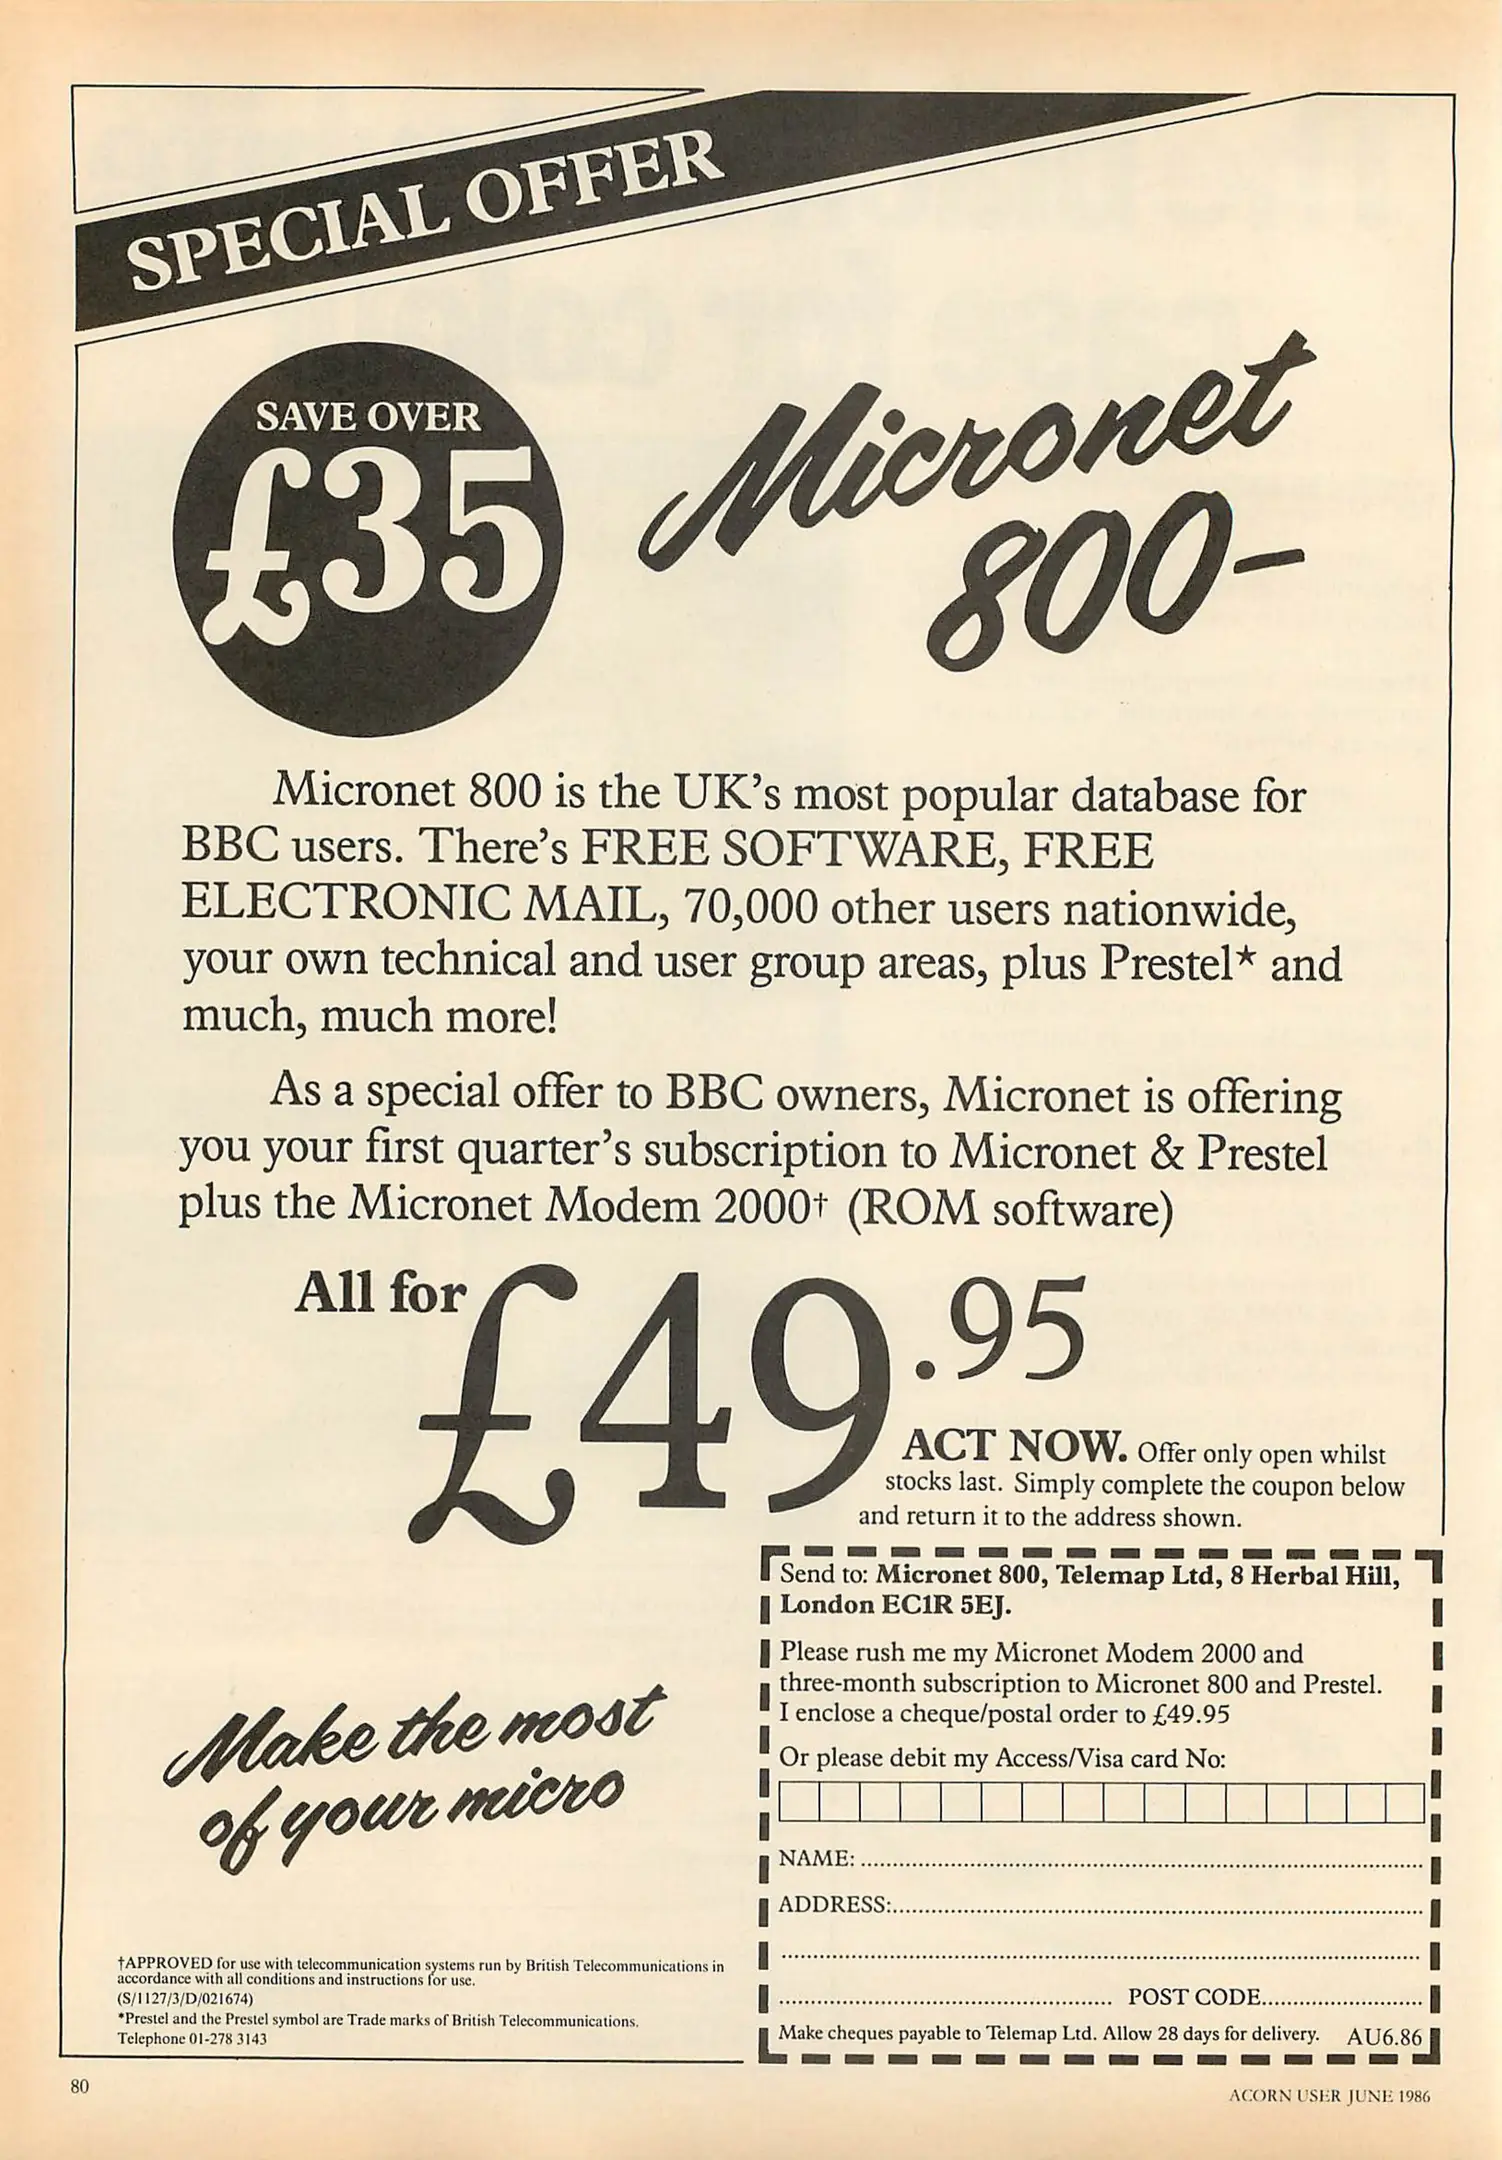 SPECIAL OFFER
SAVE OVER
£35
Micronet
800-
Micronet 800 is the UK's most popular database for
BBC users. There's FREE SOFTWARE, FREE
ELECTRONIC MAIL, 70,000 other users nationwide,
your own technical and user group areas, plus Prestel* and
much, much more!
As a special offer to BBC owners, Micronet is offering
you your first quarter's subscription to Micronet & Prestel
plus the Micronet Modem 2000† (ROM software)
All for
£49.95
ACT NOW. Offer only open whilst
stocks last. Simply complete the coupon below
and return it to the address shown.
Send to: Micronet 800, Telemap Ltd, 8 Herbal Hill,
London EC1R 5EJ.
Please rush me my Micronet Modem 2000 and
three-month subscription to Micronet 800 and Prestel.
I enclose a cheque/postal order to £49.95
Or please debit my Access/Visa card No:
NAME:
ADDRESS:
POST CODE
Make cheques payable to Telemap Ltd. Allow 28 days for delivery. AU6.86
Make the most
of your micro
†APPROVED for use with telecommunication systems run by British Telecommunications in
accordance with all conditions and instructions for use.
(S/1127/3/D/021674)
*Prestel and the Prestel symbol are Trade marks of British Telecommunications.
Telephone 01-278 3143
80
ACORN USER JUNE 1986